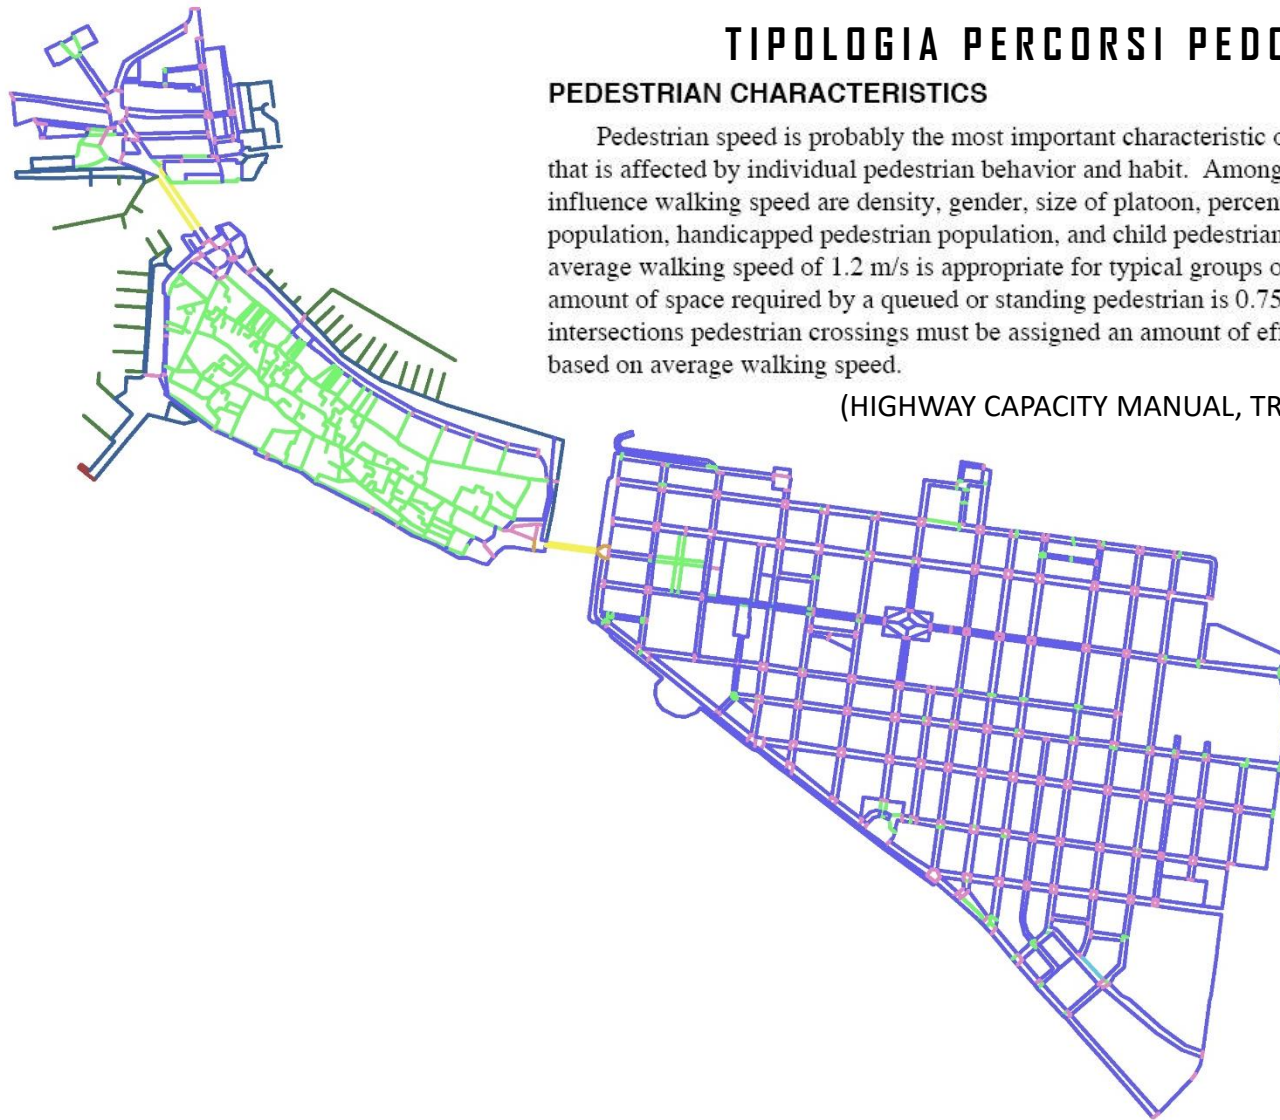 TIPOLOGIA PERCORSI PEDO
PEDESTRIAN CHARACTERISTICS
Pedestrian speed is probably the most important characteristic o
that is affected by individual pedestrian behavior and habit. Among
influence walking speed are density, gender, size of platoon, percen
population, handicapped pedestrian population, and child pedestrian
average walking speed of 1.2 m/s is appropriate for typical groups o
amount of space required by a queued or standing pedestrian is 0.75
intersections pedestrian crossings must be assigned an amount of eff
based on average walking speed.
(HIGHWAY CAPACITY MANUAL, TR